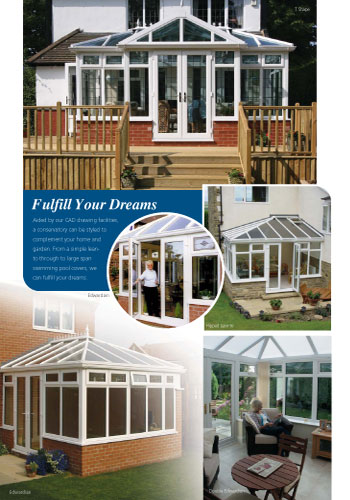 T Shape
Fulfill Your Dreams
Aided by our CAD drawing facilities
a conservatory can be styled to
complement your home and
garden. From a simple lean-
to through to large span
swimming pool covers, we
can fulfill your dreams.
Edwardian
Hipped Lean-to
Edwardian
Double Edwardian